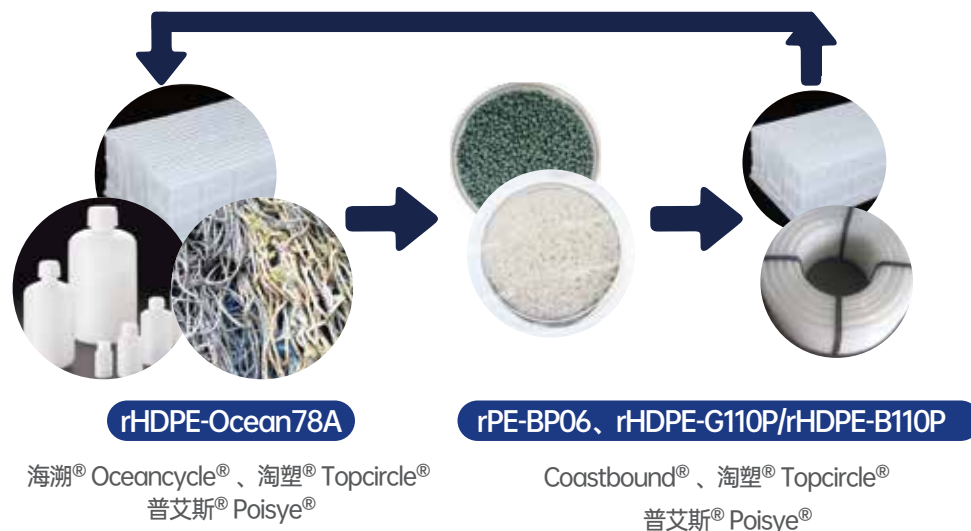 rHDPE-Ocean78A
rPE-BP06、rHDPE-G110P/rHDPE-B110P
海溯® Oceancycle® 、淘塑® Topcircle®
普艾斯® Poisye®
Coastbound® 、淘塑® Topcircle®
普艾斯® Poisye®